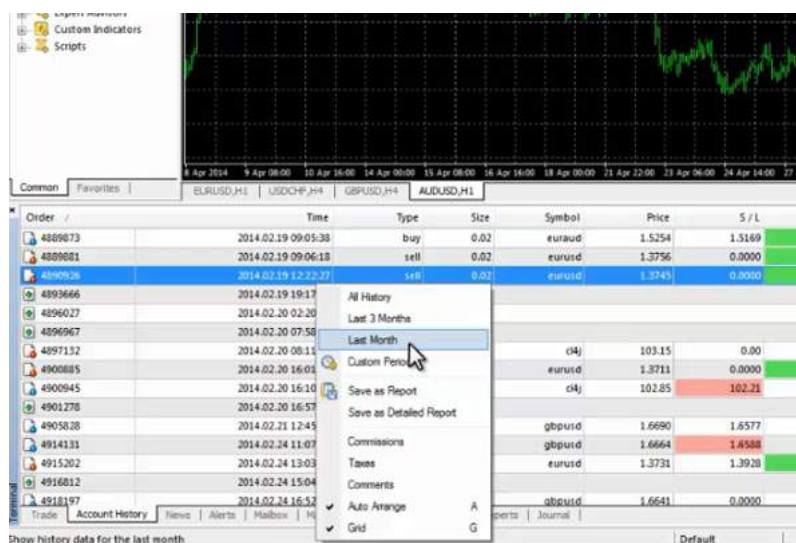 Expert Advisors
Custom Indicators
Scripts
8 Apr 2014 9 Apr 08:00 10 Apr 16:00 14 Apr 00:00 15 Apr 08:00 16 Apr 16:00 18 Apr 00:00 21 Apr 22:00 23 Apr 06:00 24 Apr 14:00 27
Common Favorites EURUSD,H1 USDCHF,H4 GBPUSD,H4 AUDUSD,H1
Order / Time Type Size Symbol Price S / L
4889873 2014.02.19 09:05:38 buy 0.02 euraud 1.5254 1.5169
4889881 2014.02.19 09:06:18 sell 0.02 eurusd 1.3756 0.0000
4890926 2014.02.19 12:22:27 sell 0.02 eurusd 1.3745 0.0000
4893666 2014.02.19 19:17
All History
4896027 2014.02.20 02:20
Last 3 Months
4896967 2014.02.20 07:58
Last Month
4897132 2014.02.20 08:11 cl4j 103.15 0.00
Custom Period
4900885 2014.02.20 16:01 eurusd 1.3711 0.0000
4900945 2014.02.20 16:10 cl4j 102.85 102.21
Save as Report
4901278 2014.02.20 16:57
Save as Detailed Report
4905828 2014.02.21 12:45 gbpusd 1.6690 1.6577
4914131 2014.02.24 11:07 gbpusd 1.6664 1.6588
Commissions
4915202 2014.02.24 13:03 eurusd 1.3731 1.3928
Taxes
4916812 2014.02.24 15:04
Comments
4918197 2014.02.24 16:52 gbpusd 1.6641 0.0000
Auto Arrange A
Terminal
Trade Account History News Alerts Mailbox M perts Journal
Grid G
Show history data for the last month Default